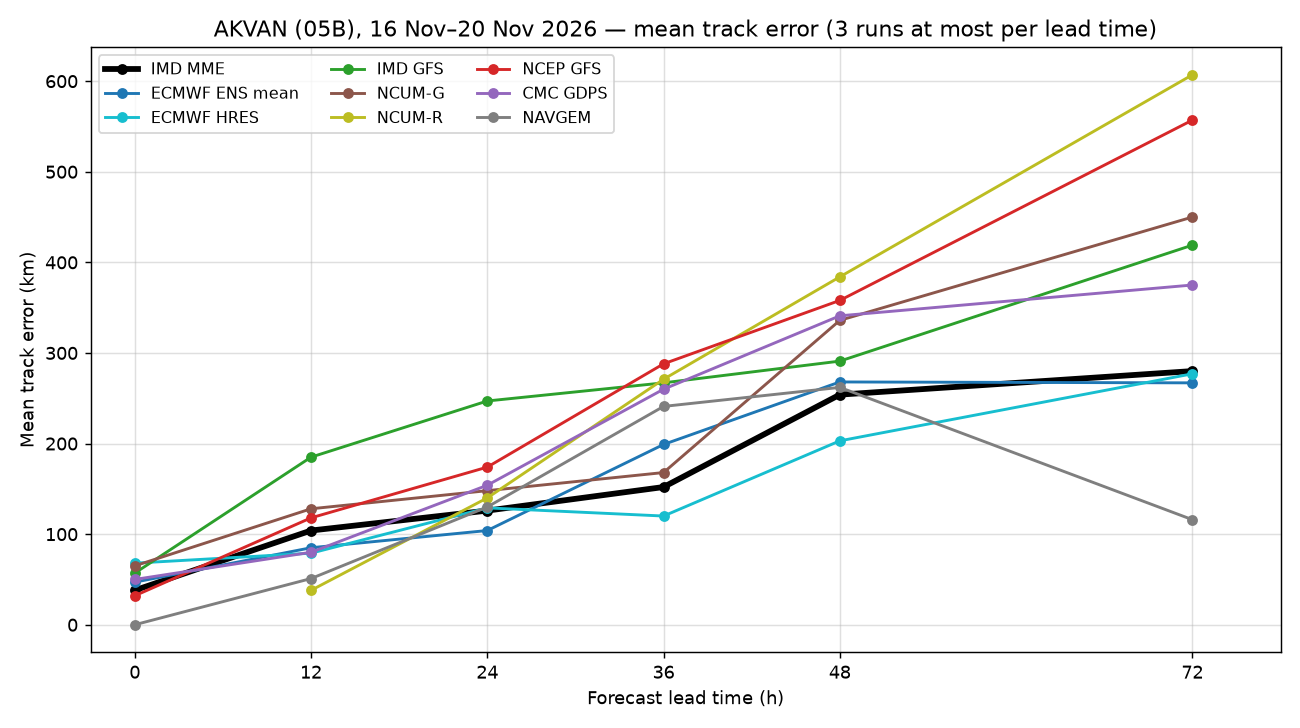 AKVAN (05B), 16 Nov–20 Nov 2026 — mean track error (3 runs at most per lead time)
IMD MME
ECMWF ENS mean
ECMWF HRES
IMD GFS
NCUM-G
NCUM-R
NCEP GFS
CMC GDPS
NAVGEM
Mean track error (km)
600
500
400
300
200
100
0
0 12 24 36 48 72
Forecast lead time (h)